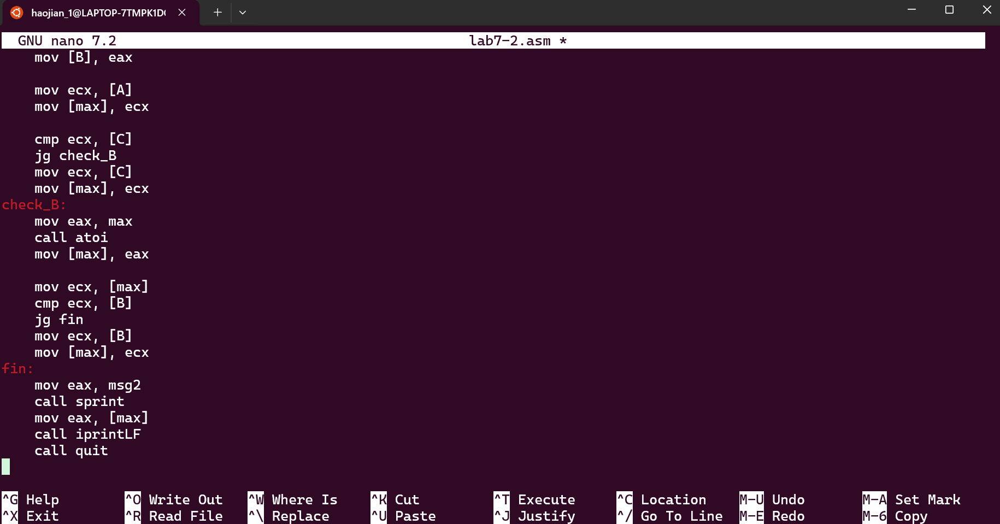 haojian_1@LAPTOP-7TMPK1D
GNU nano 7.2 lab7-2.asm *
mov [B], eax
mov ecx, [A]
mov [max], ecx
cmp ecx, [C]
jg check_B
mov ecx, [C]
mov [max], ecx
check_B:
mov eax, max
call atoi
mov [max], eax
mov ecx, [max]
cmp ecx, [B]
jg fin
mov ecx, [B]
mov [max], ecx
fin:
mov eax, msg2
call sprint
mov eax, [max]
call iprintLF
call quit
^G Help ^O Write Out ^W Where Is ^K Cut ^T Execute ^C Location M-U Undo M-A Set Mark
^X Exit ^R Read File ^\ Replace ^U Paste ^J Justify ^/ Go To Line M-E Redo M-6 Copy